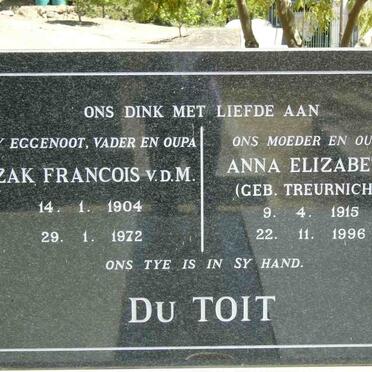 ONS DINK MET LIEFDE AAN
EGGENOOT, VADER EN OUPA
ZAK FRANCOIS V.D.M.
14. 1. 1904
29. 1. 1972
ONS MOEDER EN OU
ANNA ELIZABE
(GEB. TREURNICH
9. 4. 1915
22. 11. 1996
ONS TYE IS IN SY HAND.
DU TOIT